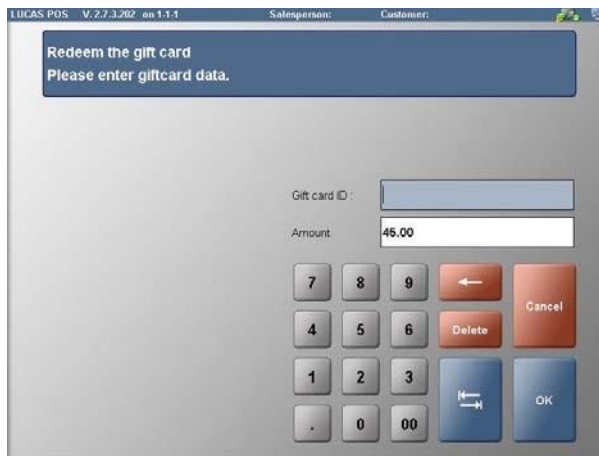 LUCAS POS V. 2.7.3.202 on 1-1-1 Salesperson: Customer:
Redeem the gift card
Please enter giftcard data.
Gift card ID :
Amount 45.00
7 8 9
Cancel
4 5 6 Delete
1 2 3
OK
. 0 00